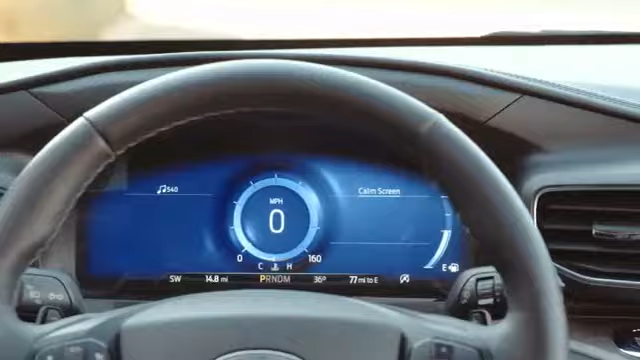 540
Calm Screen
MPH
0
0
160
C H
E
SW 14.8 mi PRNDM 36° 77 mi to E